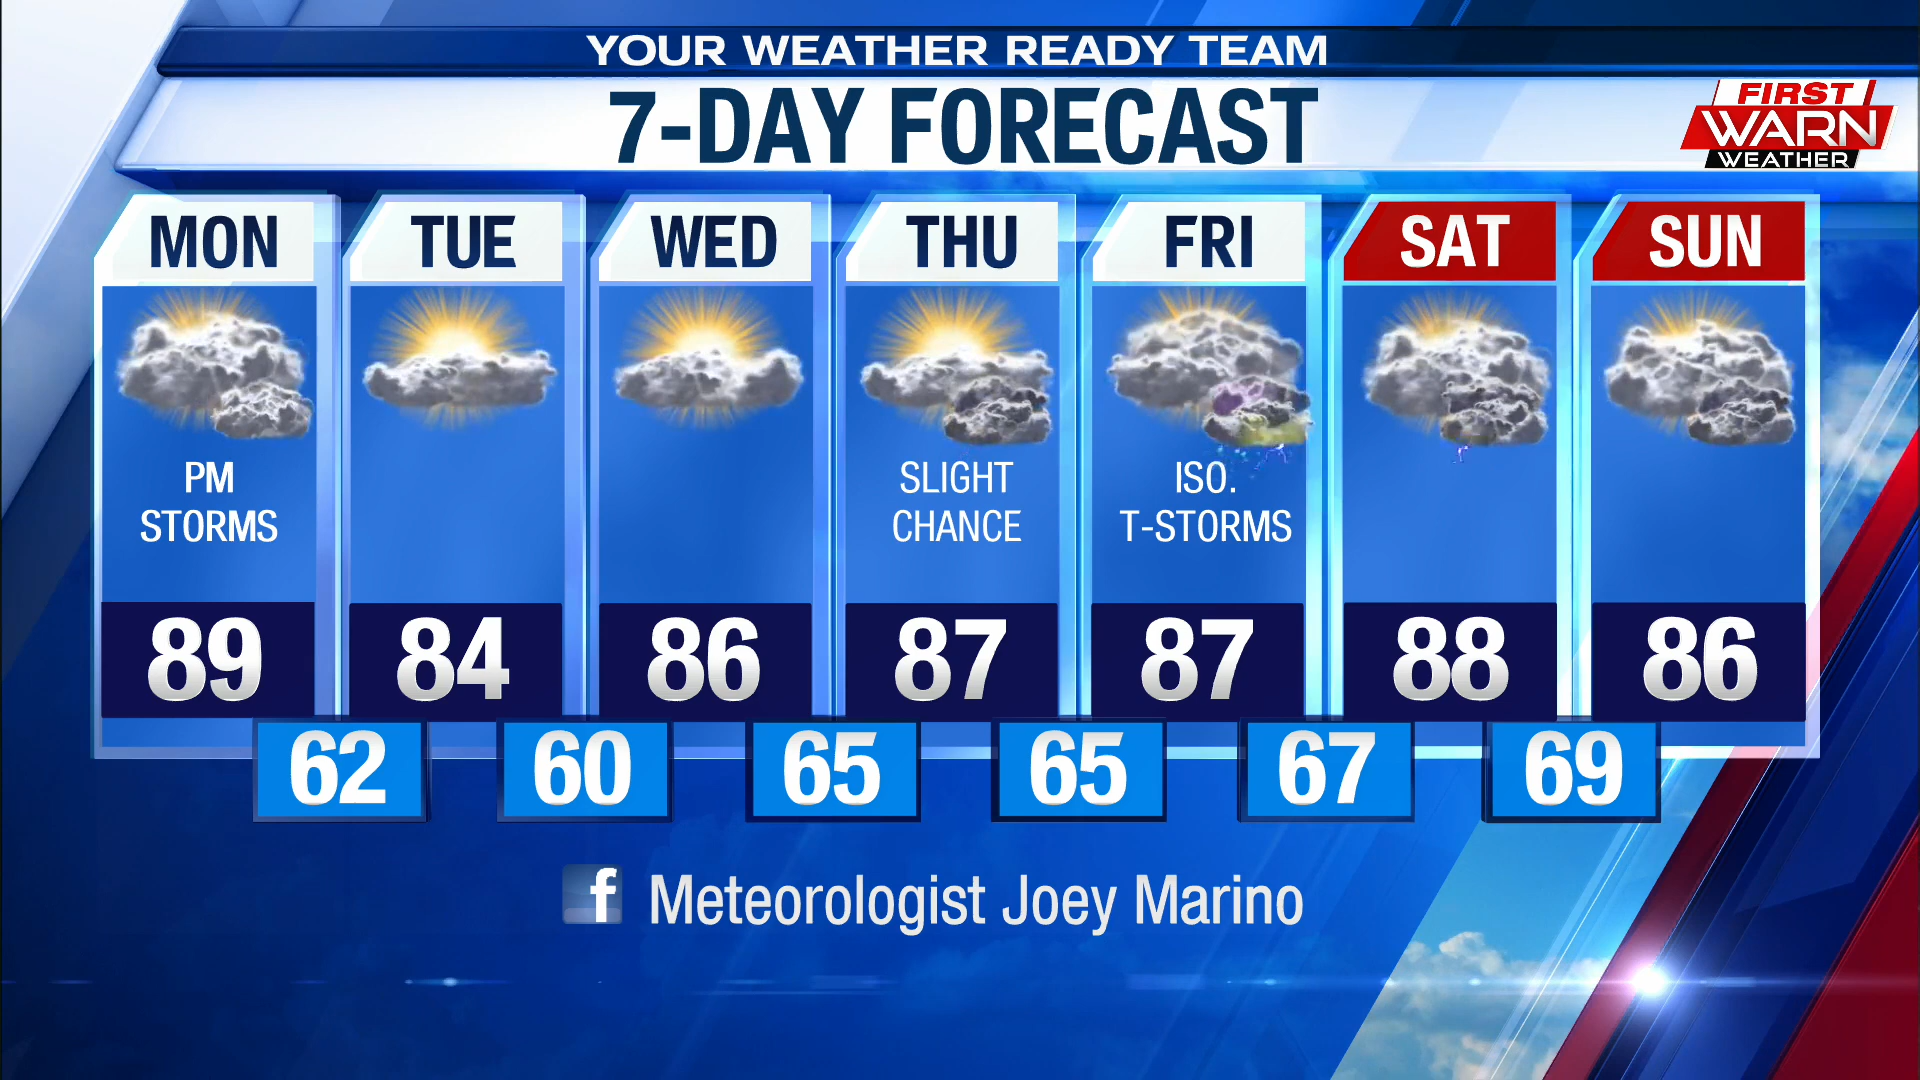 YOUR WEATHER READY TEAM
7-DAY FORECAST
FIRST
WARN
WEATHER
MON
TUE
WED
THU
FRI
SAT
SUN
PM
STORMS
SLIGHT
CHANCE
ISO.
T-STORMS
89
84
86
87
87
88
86
62
60
65
65
67
69
f Meteorologist Joey Marino